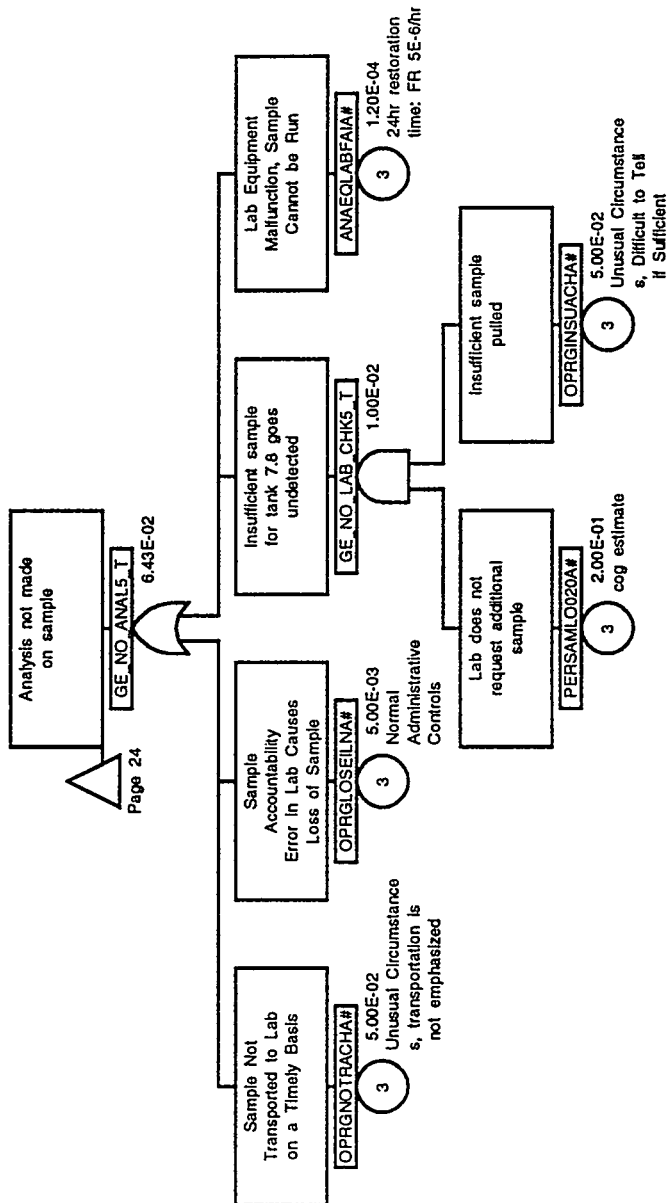 Analysis not made
on sample
GE_NO_ANAL5_T
6.43E-02
Page 24
Sample Not
Transported to Lab
on a Timely Basis
OPRGNOTRACHA#
5.00E-02
3
Unusual Circumstance
s, transportation is
not emphasized
Sample
Accountability
Error in Lab Causes
Loss of Sample
OPRGLOSEILNA#
5.00E-03
3
Normal
Administrative
Controls
Insufficient sample
for tank 7.8 goes
undetected
GE_NO_LAB_CHK5_T
1.00E-02
Lab Equipment
Malfunction, Sample
Cannot be Run
ANAEQLABFAIA#
1.20E-04
3
24hr restoration
time: FR 5E-6/hr
Lab does not
request additional
sample
PERSAMLO020A#
2.00E-01
3
cog estimate
Insufficient sample
pulled
OPRGINSUACHA#
5.00E-02
3
Unusual Circumstance
s, Difficult to Tell
if Sufficient